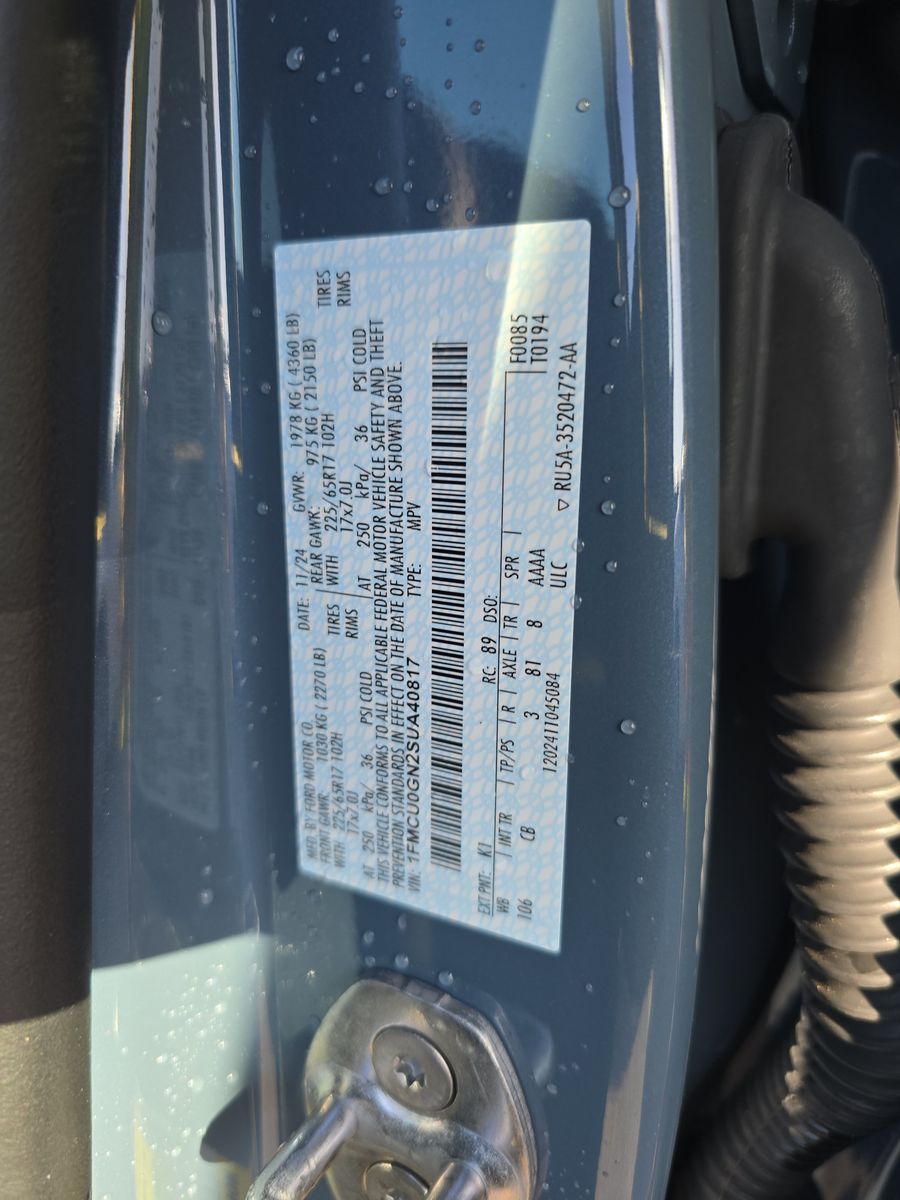 MFD. BY FORD MOTOR CO. DATE: 11/24 GVWR: 1978 KG ( 4360 LB)
FRONT GAWR: 1030 KG ( 2270 LB) REAR GAWR: 975 KG ( 2150 LB)
WITH 225/65R17 102H TIRES WITH 225/65R17 102H TIRES
17x7.0J RIMS 17x7.0J RIMS
AT 250 kPa/ 36 PSI COLD AT 250 kPa/ 36 PSI COLD
THIS VEHICLE CONFORMS TO ALL APPLICABLE FEDERAL MOTOR VEHICLE SAFETY AND THEFT
PREVENTION STANDARDS IN EFFECT ON THE DATE OF MANUFACTURE SHOWN ABOVE.
VIN: 1FMCU0GN2SUA40817 TYPE: MPV
EXT PNT: K1 RC: 89 DSO:
WB INT TR TP/PS R AXLE TR SPR F0085
106 CB 3 81 8 AAAA T0194
1202411045084 ULC
▽ RU5A-3520472-AA